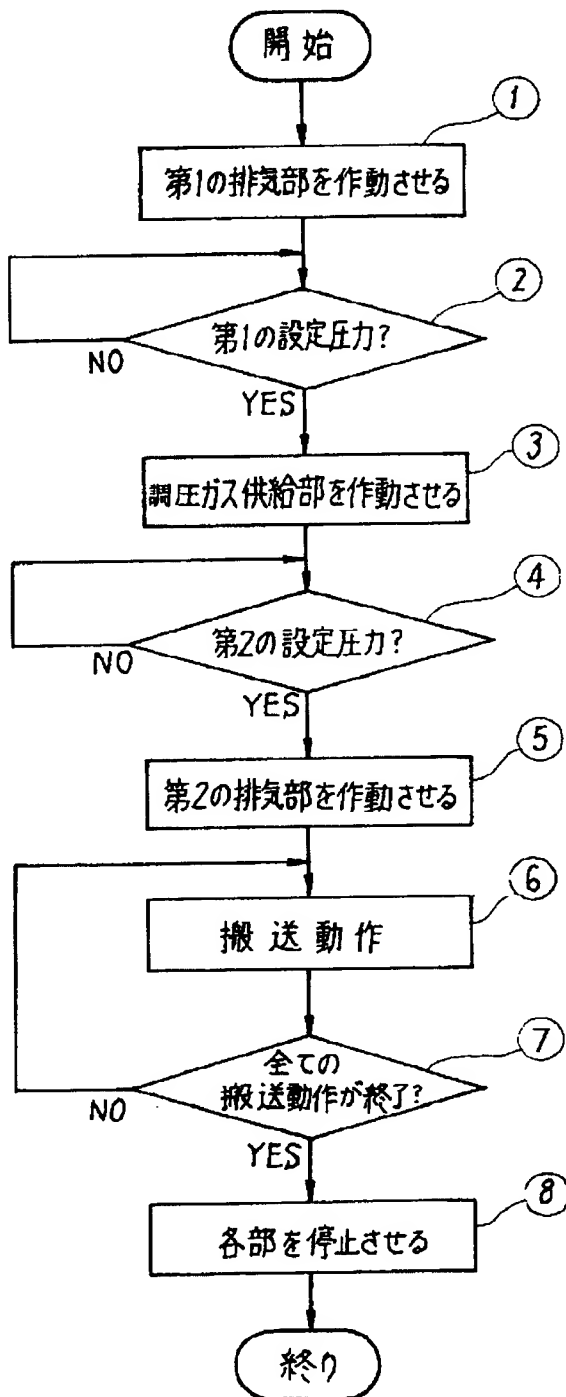 開始
①
第1の排気部を作動させる
②
第1の設定圧力?
NO
YES
③
調圧ガス供給部を作動させる
④
第2の設定圧力?
NO
YES
⑤
第2の排気部を作動させる
⑥
搬送動作
⑦
全ての
搬送動作が終了?
NO
YES
⑧
各部を停止させる
終り